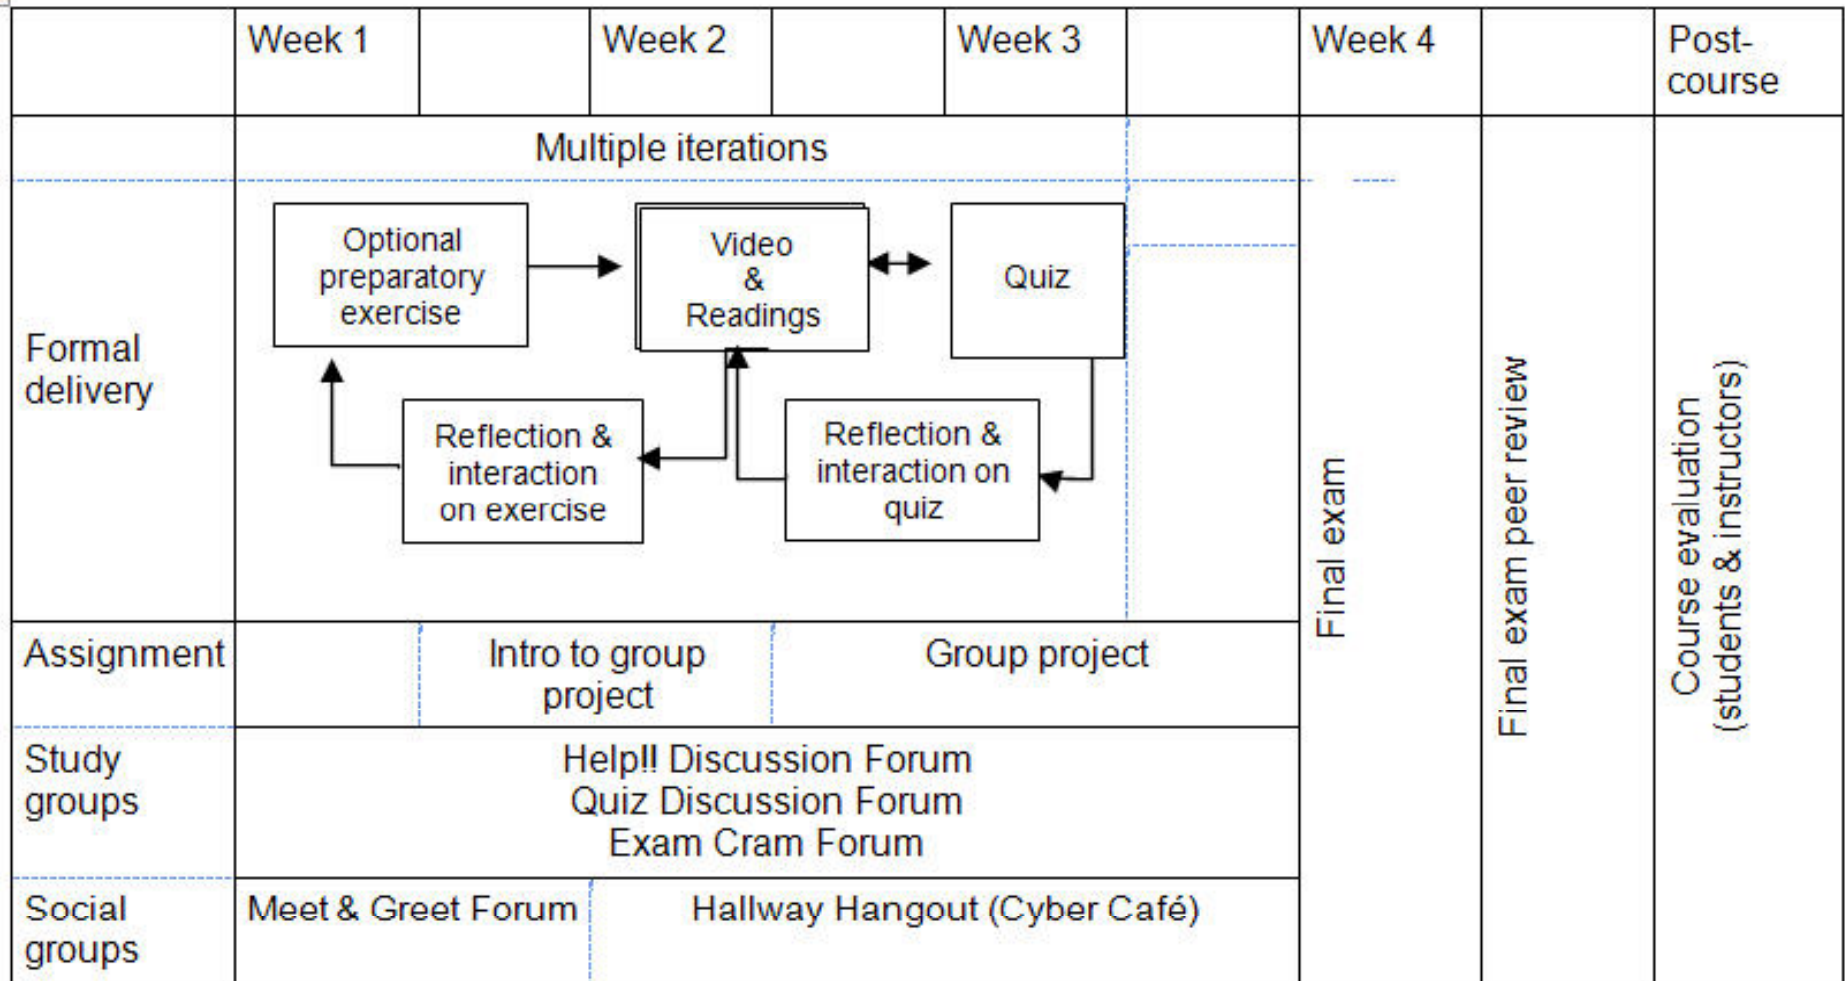 Week 1
Week 2
Week 3
Week 4
Post-
course
Multiple iterations
Formal
delivery
Optional
preparatory
exercise
Video
&
Readings
Quiz
Reflection &
interaction
on exercise
Reflection &
interaction on
quiz
Final exam
Final exam peer review
Course evaluation
(students & instructors)
Assignment
Intro to group
project
Group project
Study
groups
Help!! Discussion Forum
Quiz Discussion Forum
Exam Cram Forum
Social
groups
Meet & Greet Forum
Hallway Hangout (Cyber Café)